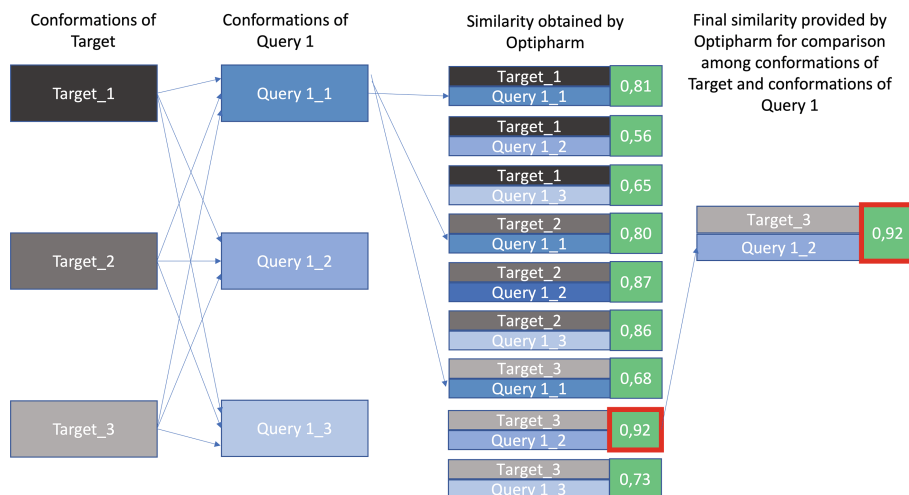 Conformations of
Target
Conformations of
Query 1
Similarity obtained by
Optipharm
Final similarity provided by
Optipharm for comparison
among conformations of
Target and conformations of
Query 1
Target_1
Query 1_1
Target_2
Query 1_2
Target_3
Query 1_3
Target_1
Query 1_1
0,81
Target_1
Query 1_2
0,56
Target_1
Query 1_3
0,65
Target_2
Query 1_1
0,80
Target_2
Query 1_2
0,87
Target_2
Query 1_3
0,86
Target_3
Query 1_1
0,68
Target_3
Query 1_2
0,92
Target_3
Query 1_3
0,73
Target_3
Query 1_2
0,92